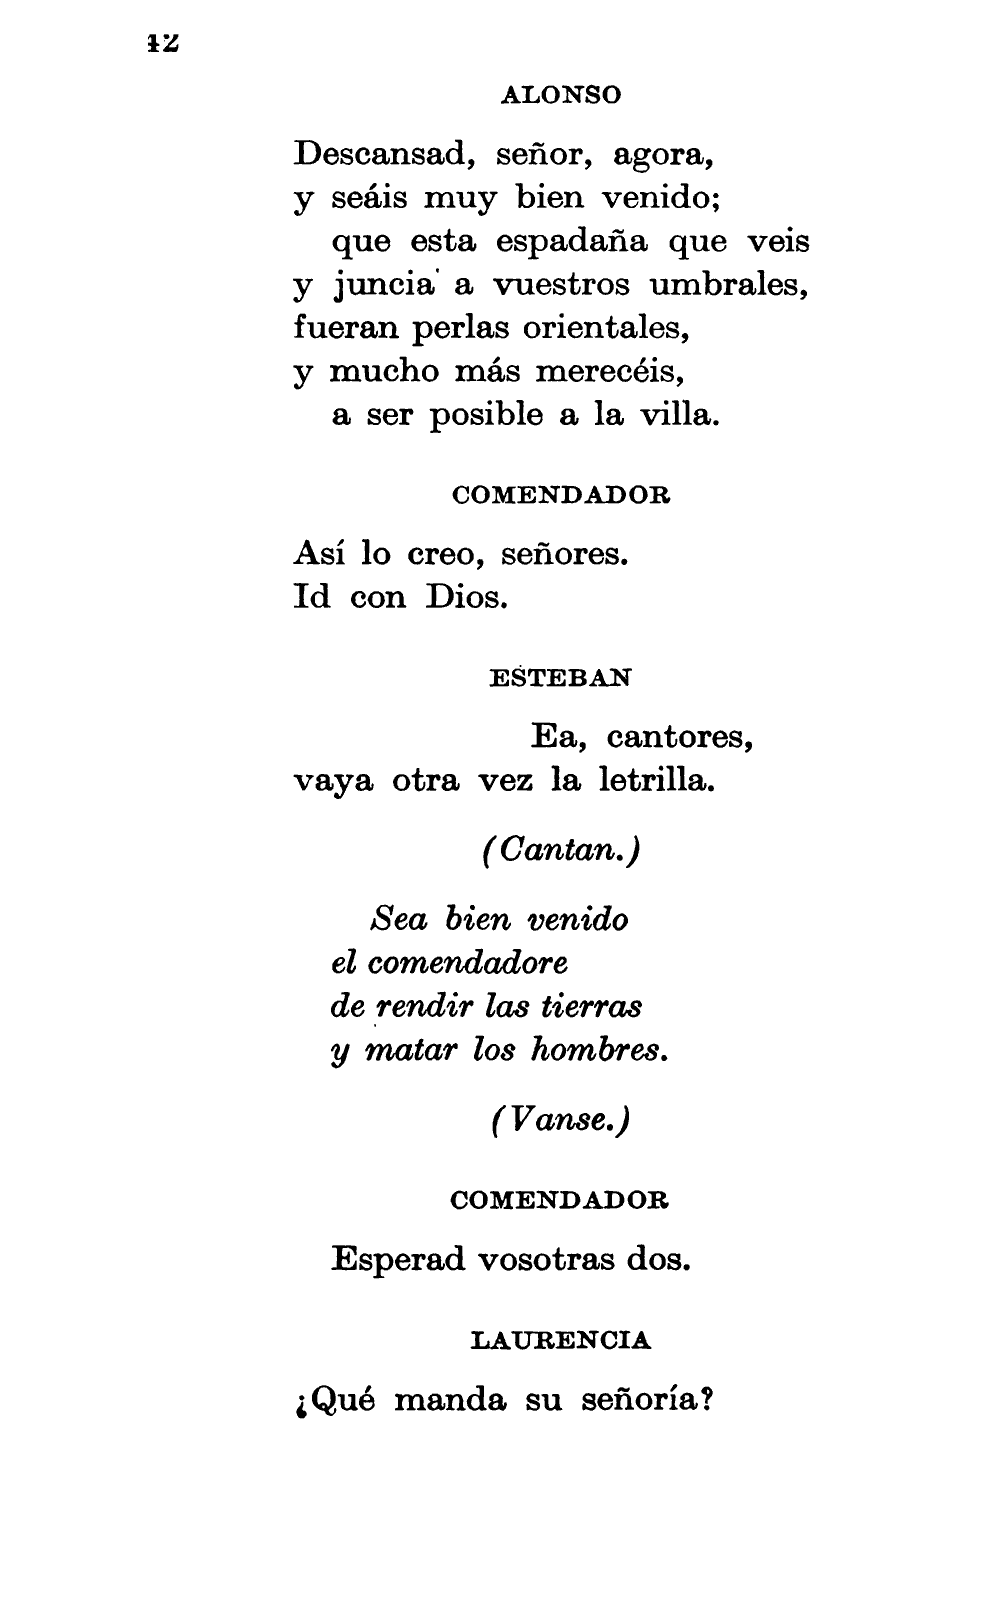 42
ALONSO
Descansad, señor, agora,
y seáis muy bien venido;
que esta espadaña que veis
y juncia a vuestros umbrales,
fueran perlas orientales,
y mucho más merecéis,
a ser posible a la villa.
COMENDADOR
Así lo creo, señores.
Id con Dios.
ESTEBAN
Ea, cantores,
vaya otra vez la letrilla.
(Cantan.)
Sea bien venido
el comendadore
de rendir las tierras
y matar los hombres.
(Vanse.)
COMENDADOR
Esperad vosotras dos.
LAURENCIA
¿Qué manda su señoría?